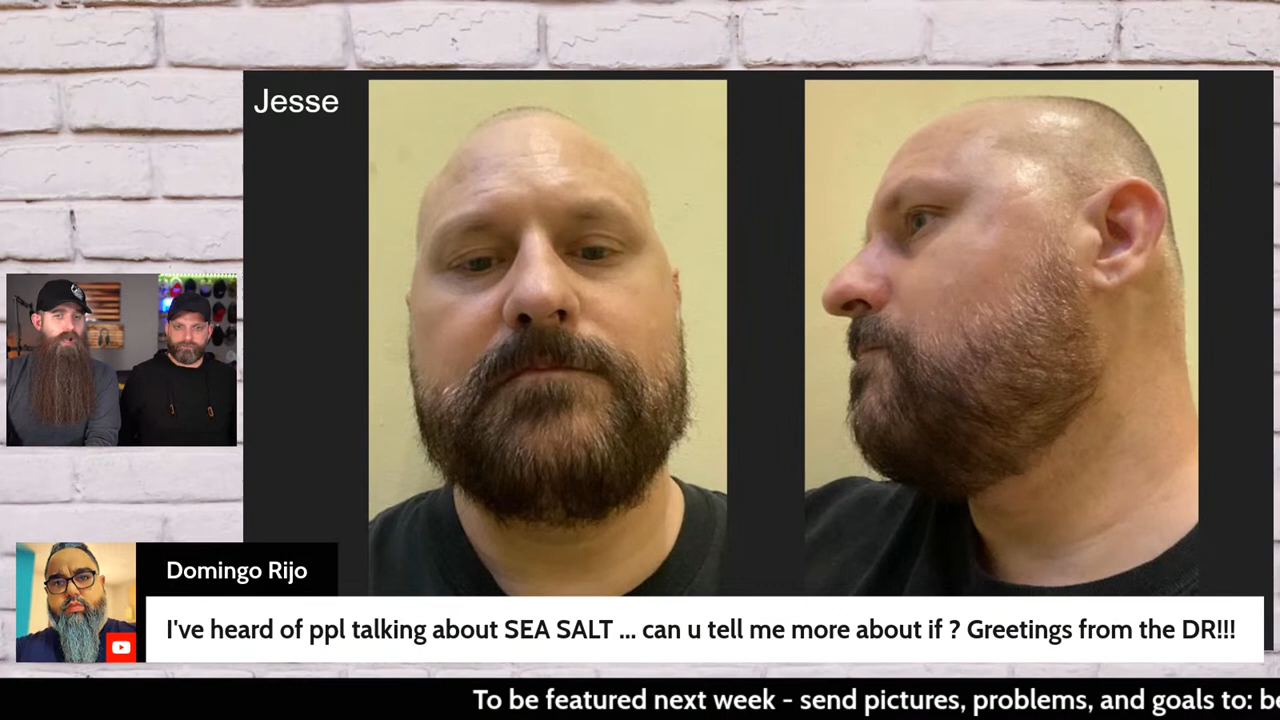 Jesse
Domingo Rijo
I've heard of ppl talking about SEA SALT ... can u tell me more about if ? Greetings from the DR!!!
To be featured next week - send pictures, problems, and goals to: